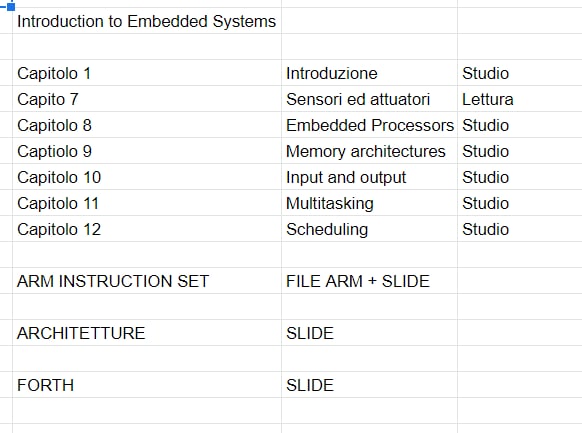 Introduction to Embedded Systems
Capitolo 1 Introduzione Studio
Capito 7 Sensori ed attuatori Lettura
Capitolo 8 Embedded Processors Studio
Captiolo 9 Memory architectures Studio
Capitolo 10 Input and output Studio
Capitolo 11 Multitasking Studio
Capitolo 12 Scheduling Studio
ARM INSTRUCTION SET FILE ARM + SLIDE
ARCHITETTURE SLIDE
FORTH SLIDE